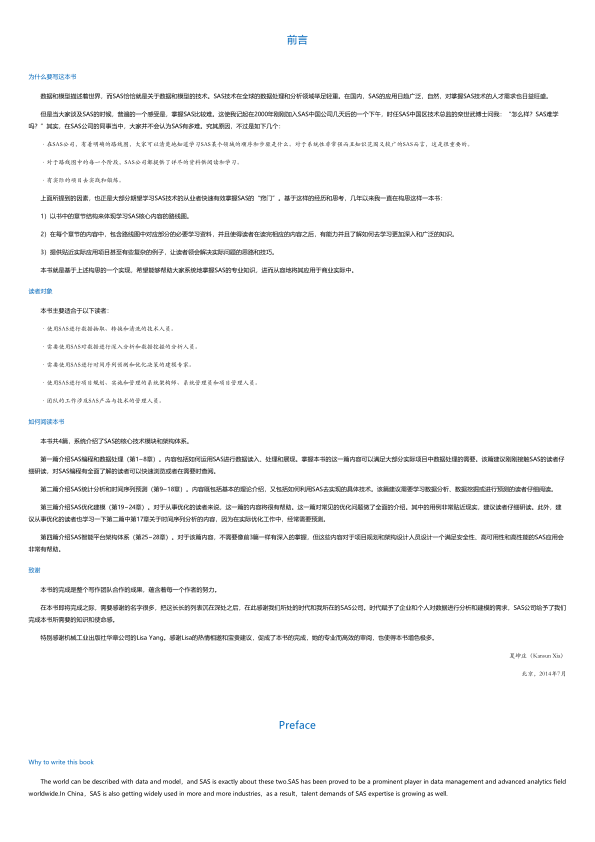 前言
为什么要写这本书
数据和模型描述着世界，而SAS恰恰就是关于数据和模型的技术。SAS技术在全球的数据处理和分析领域举足轻重。在国内，SAS的应用日趋广泛，自然，对掌握SAS技术的人才需求也日益旺盛。
但是当大家谈及SAS的时候，普遍的一个感受是，掌握SAS比较难。这使我记起在2000年刚刚加入SAS中国公司几天后的一个下午，时任SAS中国区技术总监的栾世武博士问我：“怎么样？SAS难学
吗？”其实，在SAS公司的同事当中，大家并不会认为SAS有多难。究其原因，不过是如下几个：
·在SAS公司，有着明确的路线图，大家可以清楚地知道学习SAS某个领域的顺序和步骤是什么，对于系统性非常强而且知识范围又较广的SAS而言，这是很重要的。
·对于路线图中的每一个阶段，SAS公司都提供了详尽的资料供阅读和学习。
·有实际的项目去实践和锻炼。
上面所提到的因素，也正是大部分期望学习SAS技术的从业者快速有效掌握SAS的“窍门”。基于这样的经历和思考，几年以来我一直在构思这样一本书：
1）以书中的章节结构来体现学习SAS核心内容的路线图。
2）在每个章节的内容中，包含路线图中对应部分的必要学习资料，并且使得读者在读完相应的内容之后，有能力并且了解如何去学习更加深入和广泛的知识。
3）提供贴近实际应用项目甚至有些复杂的例子，让读者领会解决实际问题的思路和技巧。
本书就是基于上述构思的一个实现，希望能够帮助大家系统地掌握SAS的专业知识，进而从容地将其应用于商业实际中。
读者对象
本书主要适合于以下读者：
·使用SAS进行数据抽取、转换和清洗的技术人员。
·需要使用SAS对数据进行深入分析和数据挖掘的分析人员。
·需要使用SAS进行时间序列预测和优化决策的建模专家。
·使用SAS进行项目规划、实施和管理的系统架构师、系统管理员和项目管理人员。
·团队的工作涉及SAS产品与技术的管理人员。
如何阅读本书
本书共4篇，系统介绍了SAS的核心技术模块和架构体系。
第一篇介绍SAS编程和数据处理（第1~8章）。内容包括如何运用SAS进行数据读入、处理和展现。掌握本书的这一篇内容可以满足大部分实际项目中数据处理的需要。该篇建议刚刚接触SAS的读者仔
细研读，对SAS编程有全面了解的读者可以快速浏览或者在需要时查阅。
第二篇介绍SAS统计分析和时间序列预测（第9~18章）。内容既包括基本的理论介绍，又包括如何利用SAS去实现的具体技术。该篇建议需要学习数据分析、数据挖掘或进行预测的读者仔细阅读。
第三篇介绍SAS优化建模（第19~24章）。对于从事优化的读者来说，这一篇的内容将很有帮助。这一篇对常见的优化问题做了全面的介绍。其中的用例非常贴近现实，建议读者仔细研读。此外，建
议从事优化的读者也学习一下第二篇中第17章关于时间序列分析的内容，因为在实际优化工作中，经常需要预测。
第四篇介绍SAS智能平台架构体系（第25~28章）。对于该篇内容，不需要像前3篇一样有深入的掌握，但这些内容对于项目规划和架构设计人员设计一个满足安全性、高可用性和高性能的SAS应用会
非常有帮助。
致谢
本书的完成是整个写作团队合作的成果，蕴含着每一个作者的努力。
在本书即将完成之际，需要感谢的名字很多，把这长长的列表沉在深处之后，在此感谢我们所处的时代和我所在的SAS公司。时代赋予了企业和个人对数据进行分析和建模的需求，SAS公司给予了我们
完成本书所需要的知识和使命感。
特别感谢机械工业出版社华章公司的Lisa Yang。感谢Lisa的热情相邀和宝贵建议，促成了本书的完成，她的专业而高效的审阅，也使得本书增色极多。
夏坤庄（Kansun Xia）
北京，2014年7月
Preface
Why to write this book
The world can be described with data and model，and SAS is exactly about these two.SAS has been proved to be a prominent player in data management and advanced analytics field
worldwide.In China，SAS is also getting widely used in more and more industries，as a result，talent demands of SAS expertise is growing as well.